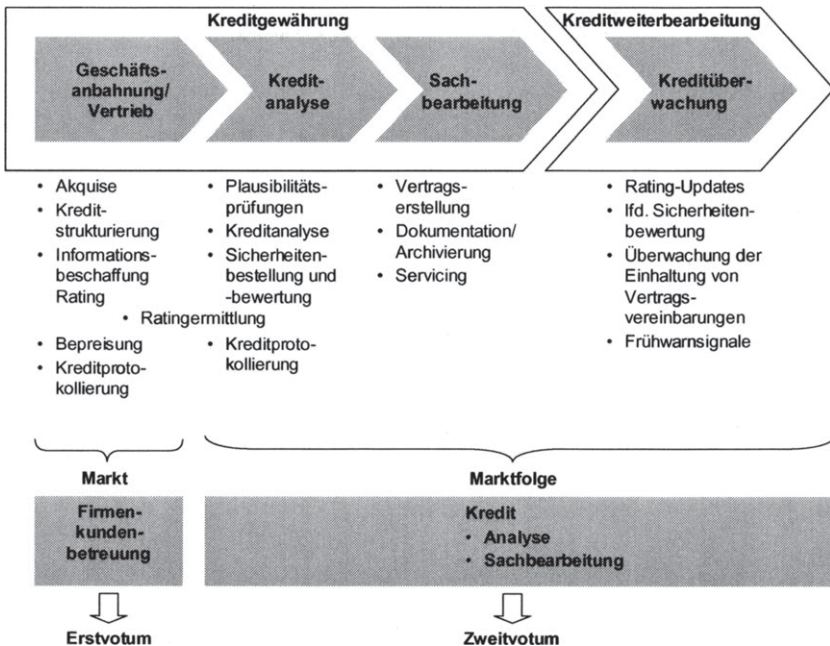 Kreditgewährung
Kreditweiterbearbeitung
Geschäfts-
anbahnung/
Vertrieb
Kredit-
analyse
Sach-
bearbeitung
Kreditüber-
wachung
• Akquise
• Kredit-
strukturierung
• Informations-
beschaffung
Rating
• Ratingermittlung
• Bepreisung
• Kreditproto-
kollierung
• Plausibilitäts-
prüfungen
• Kreditanalyse
• Sicherheiten-
bestellung und
-bewertung
• Kreditproto-
kollierung
• Vertrags-
erstellung
• Dokumentation/
Archivierung
• Servicing
• Rating-Updates
• lfd. Sicherheiten-
bewertung
• Überwachung der
Einhaltung von
Vertrags-
vereinbarungen
• Frühwarnsignale
Markt
Marktfolge
Firmen-
kunden-
betreuung
Kredit
• Analyse
• Sachbearbeitung
Erstvotum
Zweitvotum